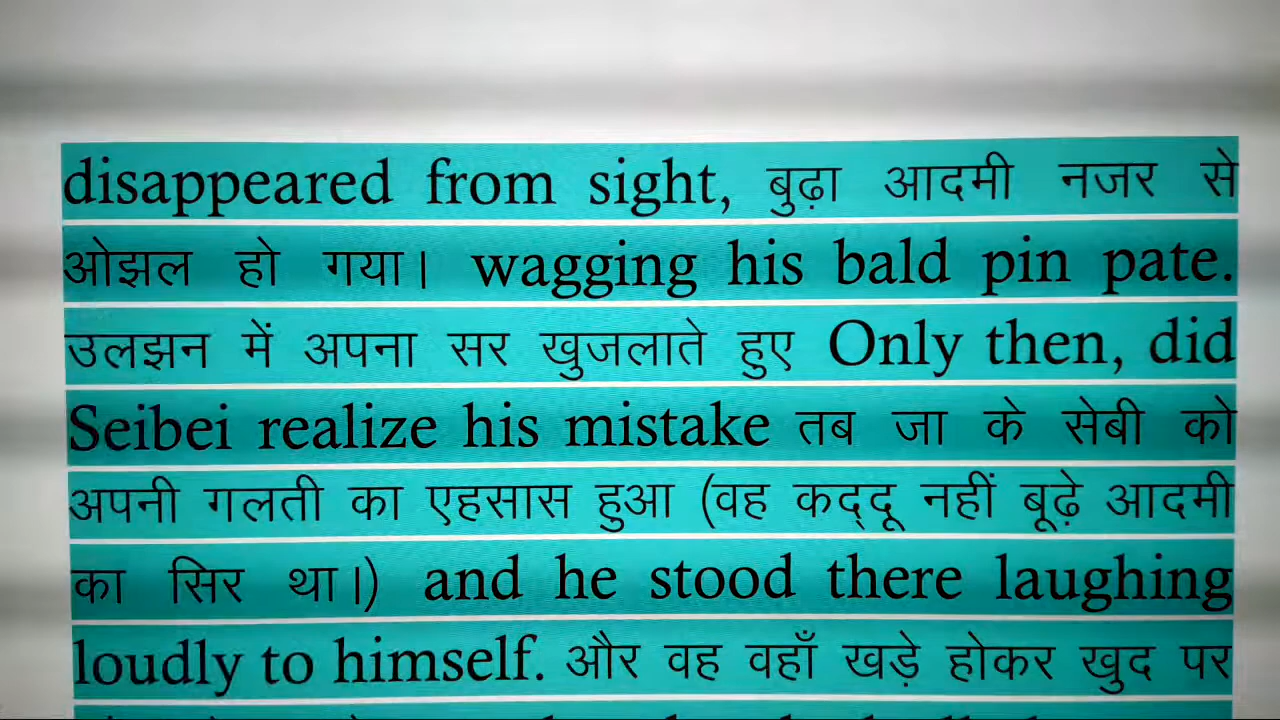 disappeared from sight, बुढ़ा आदमी नजर से
ओझल हो गया। wagging his bald pin pate.
उलझन में अपना सर खुजलाते हुए Only then, did
Seibei realize his mistake तब जा के सेबी को
अपनी गलती का एहसास हुआ (वह कद्दू नहीं बूढ़े आदमी
का सिर था।) and he stood there laughing
loudly to himself. और वह वहाँ खड़े होकर खुद पर